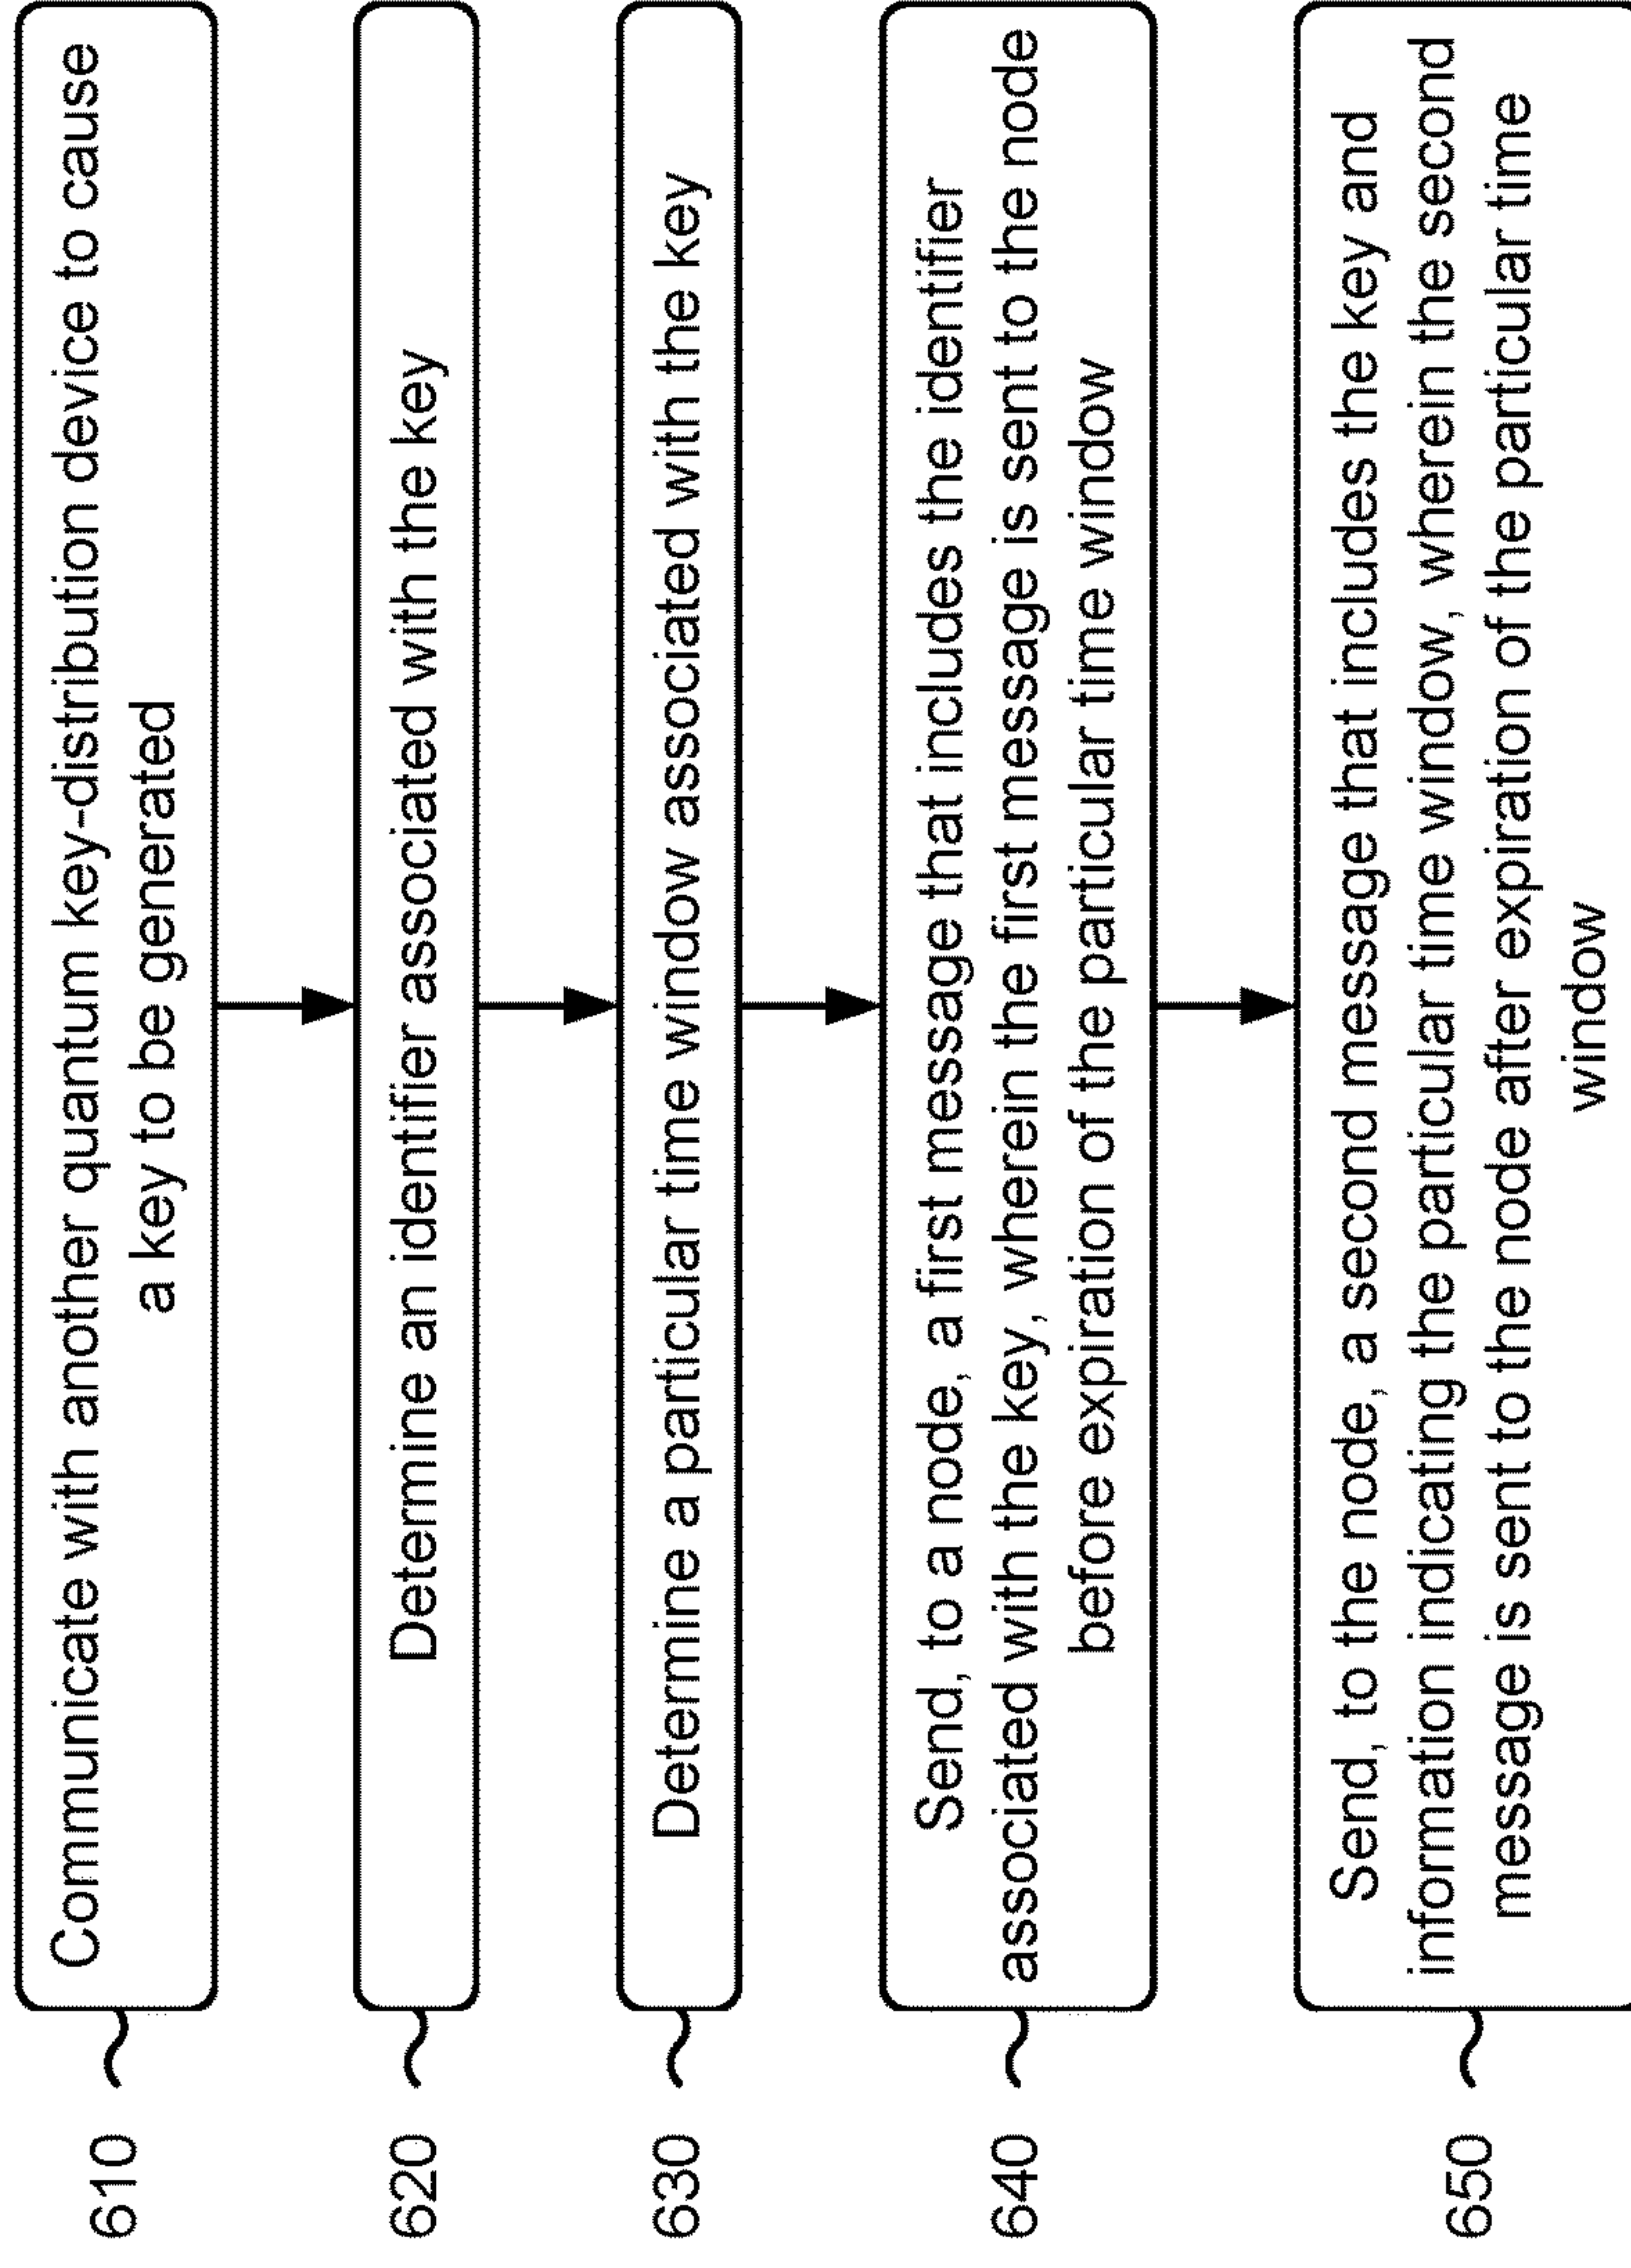 610
Communicate with another quantum key-distribution device to cause
a key to be generated
620
Determine an identifier associated with the key
630
Determine a particular time window associated with the key
640
Send, to a node, a first message that includes the identifier
associated with the key, wherein the first message is sent to the node
before expiration of the particular time window
650
Send, to the node, a second message that includes the key and
information indicating the particular time window, wherein the second
message is sent to the node after expiration of the particular time
window